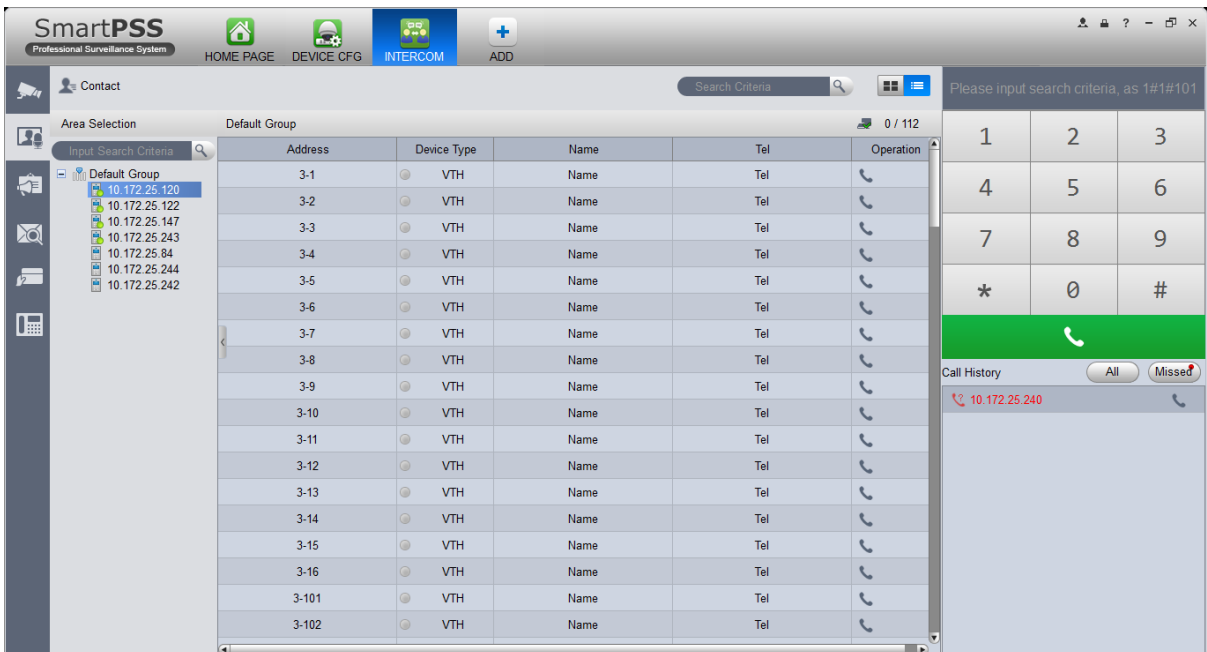 SmartPSS
Professional Surveillance System
HOME PAGE
DEVICE CFG
INTERCOM
ADD
?
Contact
Search Criteria
Please input search criteria, as 1#1#101
Area Selection
Input Search Criteria
Default Group
10.172.25.120
10.172.25.122
10.172.25.147
10.172.25.243
10.172.25.84
10.172.25.244
10.172.25.242
Default Group
0 / 112
Address Device Type Name Tel Operation
3-1 VTH Name Tel
3-2 VTH Name Tel
3-3 VTH Name Tel
3-4 VTH Name Tel
3-5 VTH Name Tel
3-6 VTH Name Tel
3-7 VTH Name Tel
3-8 VTH Name Tel
3-9 VTH Name Tel
3-10 VTH Name Tel
3-11 VTH Name Tel
3-12 VTH Name Tel
3-13 VTH Name Tel
3-14 VTH Name Tel
3-15 VTH Name Tel
3-16 VTH Name Tel
3-101 VTH Name Tel
3-102 VTH Name Tel
1 2 3
4 5 6
7 8 9
* 0 #
Call History
All
Missed
10.172.25.240